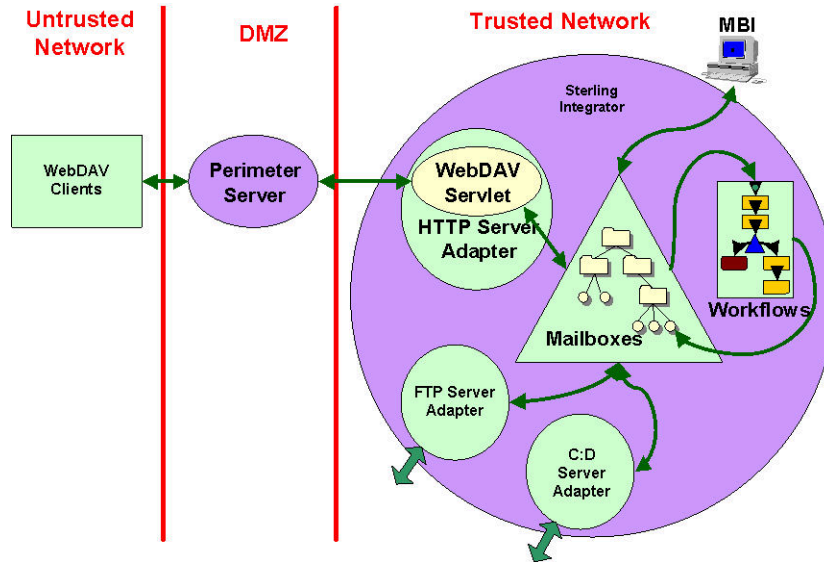 Untrusted
Network
DMZ
Trusted Network
MBI
Sterling
Integrator
WebDAV
Clients
Perimeter
Server
WebDAV
Servlet
HTTP Server
Adapter
Mailboxes
Workflows
FTP Server
Adapter
C:D
Server
Adapter